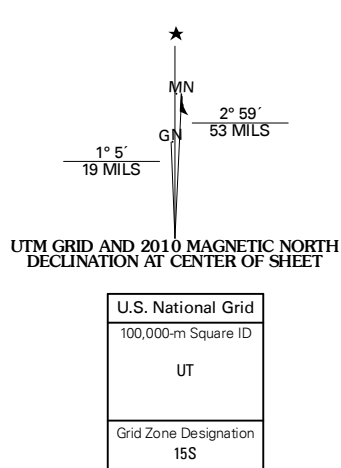 ★
MN
GN
2° 59´
53 MILS
1° 5´
19 MILS
UTM GRID AND 2010 MAGNETIC NORTH
DECLINATION AT CENTER OF SHEET
U.S. National Grid
100,000-m Square ID
UT
Grid Zone Designation
15S